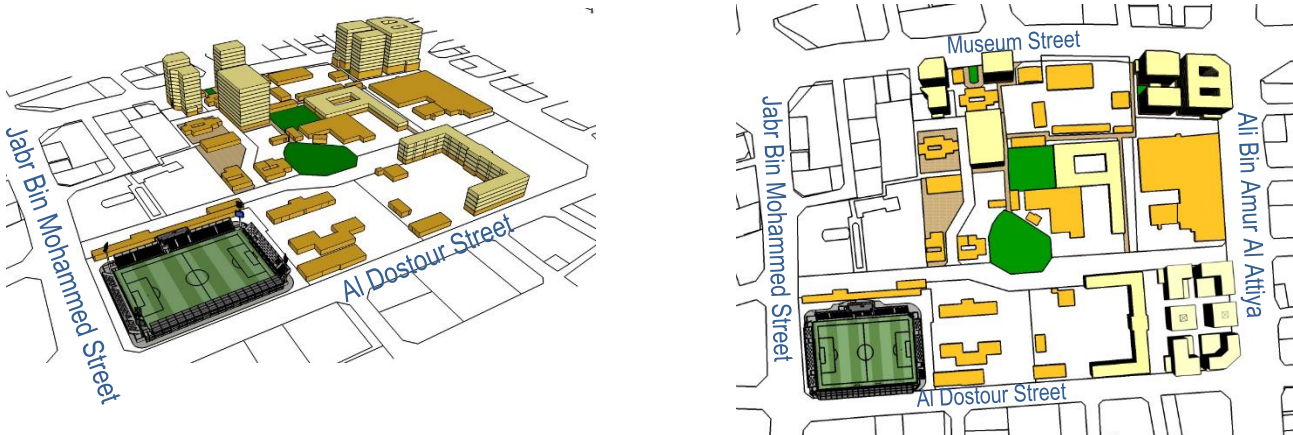 Jabr Bin Mohammed Street
Al Dostour Street
Museum Street
Jabr Bin Mohammed Street
Ali Bin Amur Al Attiya
Al Dostour Street